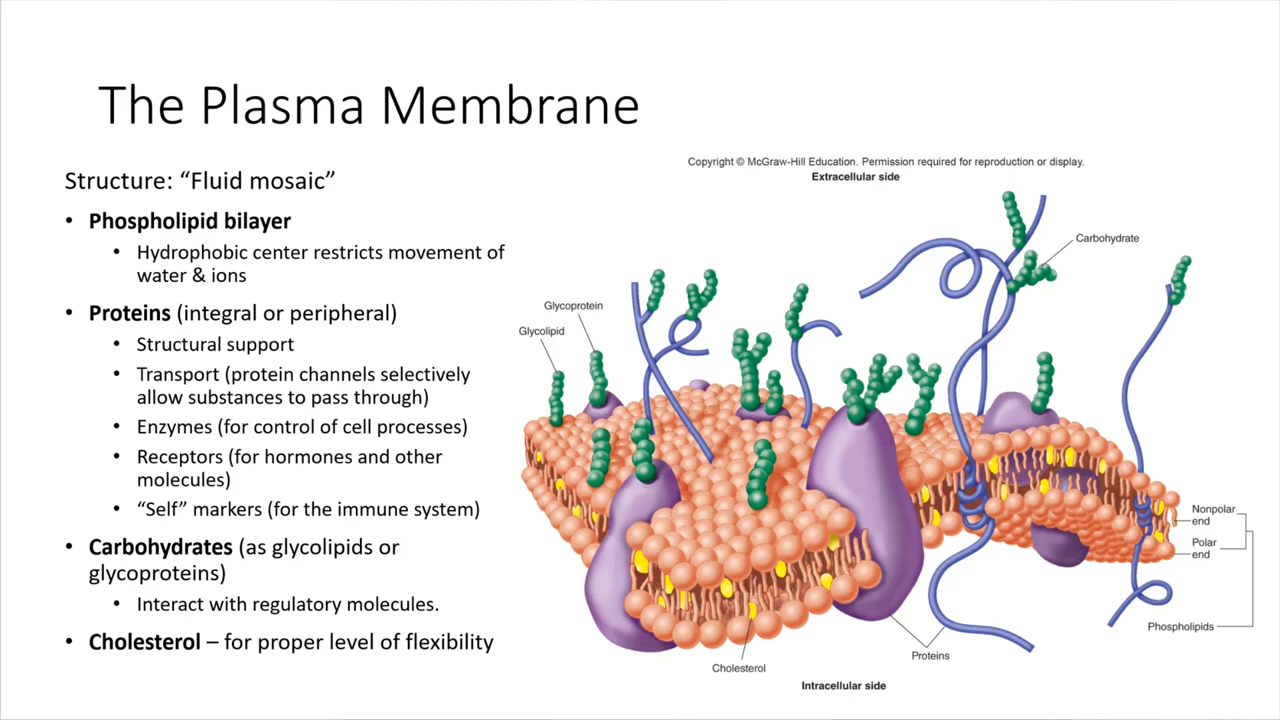 The Plasma Membrane
Structure: “Fluid mosaic”
• Phospholipid bilayer
• Hydrophobic center restricts movement of
water & ions
• Proteins (integral or peripheral)
• Structural support
• Transport (protein channels selectively
allow substances to pass through)
• Enzymes (for control of cell processes)
• Receptors (for hormones and other
molecules)
• “Self” markers (for the immune system)
• Carbohydrates (as glycolipids or
glycoproteins)
• Interact with regulatory molecules.
• Cholesterol – for proper level of flexibility
Copyright © McGraw-Hill Education. Permission required for reproduction or display.
Extracellular side
Carbohydrate
Glycoprotein
Glycolipid
Nonpolar
end
Polar
end
Phospholipids
Proteins
Cholesterol
Intracellular side